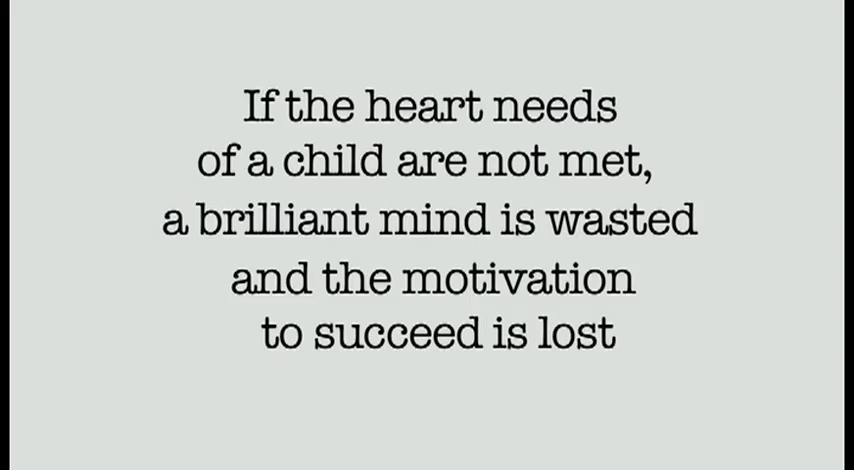 If the heart needs
of a child are not met,
a brilliant mind is wasted
and the motivation
to succeed is lost